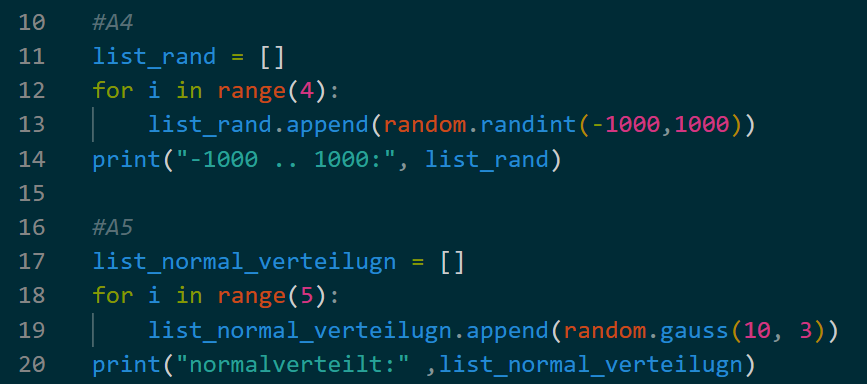 10 #A4
11 list_rand = []
12 for i in range(4):
13 list_rand.append(random.randint(-1000,1000))
14 print("-1000 .. 1000:", list_rand)
15
16 #A5
17 list_normal_verteilugn = []
18 for i in range(5):
19 list_normal_verteilugn.append(random.gauss(10, 3))
20 print("normalverteilt:" ,list_normal_verteilugn)